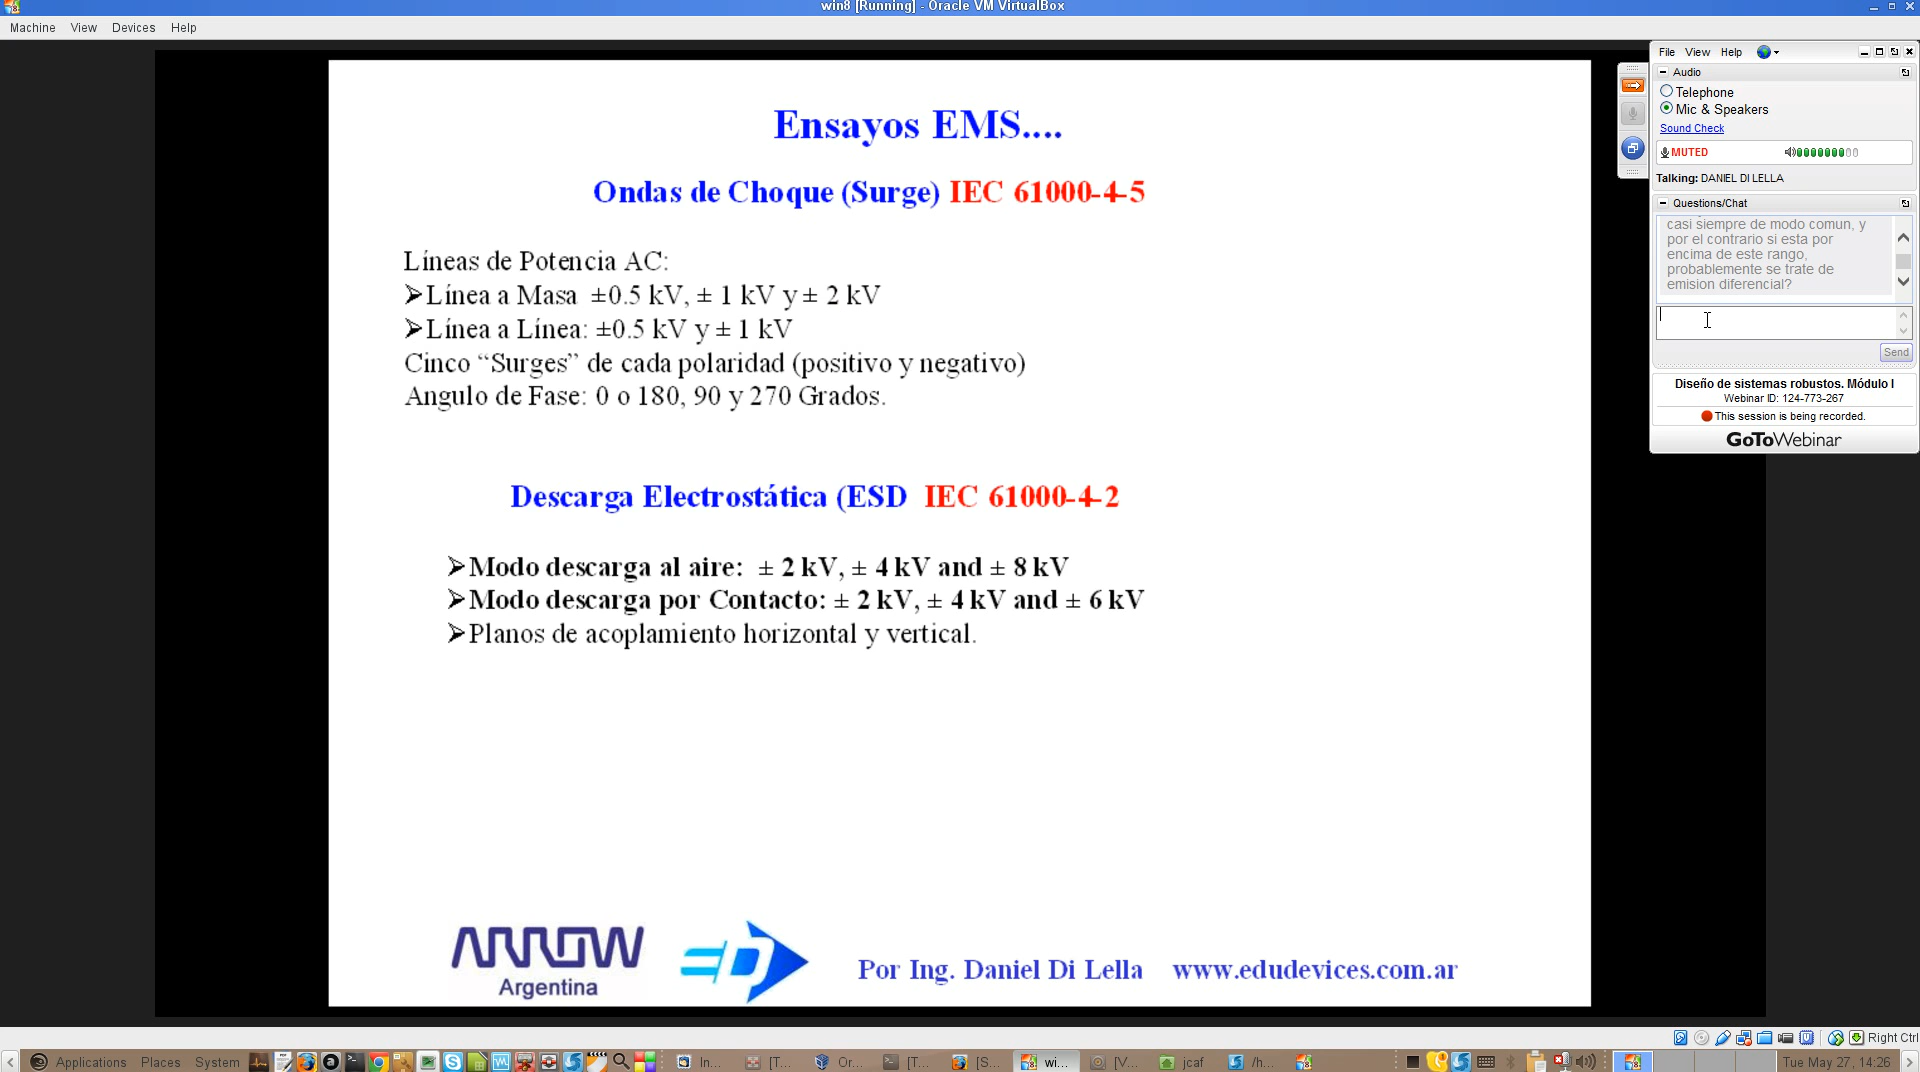 win8 [Running] - Oracle VM VirtualBox
Machine View Devices Help
Ensayos EMS....
Ondas de Choque (Surge) IEC 61000-4-5
Líneas de Potencia AC:
➤Línea a Masa ±0.5 kV, ± 1 kV y ± 2 kV
➤Línea a Línea: ±0.5 kV y ± 1 kV
Cinco “Surges” de cada polaridad (positivo y negativo)
Angulo de Fase: 0 o 180, 90 y 270 Grados.
Descarga Electrostática (ESD IEC 61000-4-2
➤Modo descarga al aire: ± 2 kV, ± 4 kV and ± 8 kV
➤Modo descarga por Contacto: ± 2 kV, ± 4 kV and ± 6 kV
➤Planos de acoplamiento horizontal y vertical.
ARROW
Argentina
Por Ing. Daniel Di Lella www.edudevices.com.ar
File View Help
Audio
Telephone
Mic & Speakers
Sound Check
MUTED
Talking: DANIEL DI LELLA
Questions/Chat
casi siempre de modo comun, y
por el contrario si esta por
encima de este rango,
probablemente se trate de
emision diferencial?
Send
Diseño de sistemas robustos. Módulo I
Webinar ID: 124-773-267
This session is being recorded.
GoToWebinar
Right Ctrl
Applications Places System In... [T... Or... [T... [S... wi... [V... jcaf /h... Tue May 27, 14:26